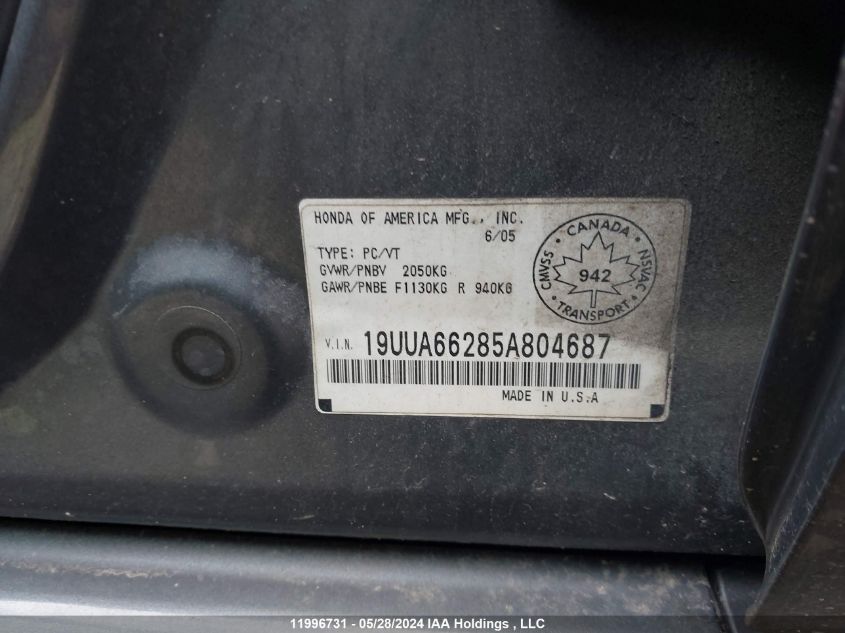 HONDA OF AMERICA MFG., INC.
6/05
TYPE: PC/VT
GVWR/PNBV 2050KG
GAWR/PNBE F1130KG R 940KG
CANADA
CMVSS
942
NSVAC
TRANSPORT
V.I.N. 19UUA66285A804687
MADE IN U.S.A
11996731 - 05/28/2024 IAA Holdings , LLC